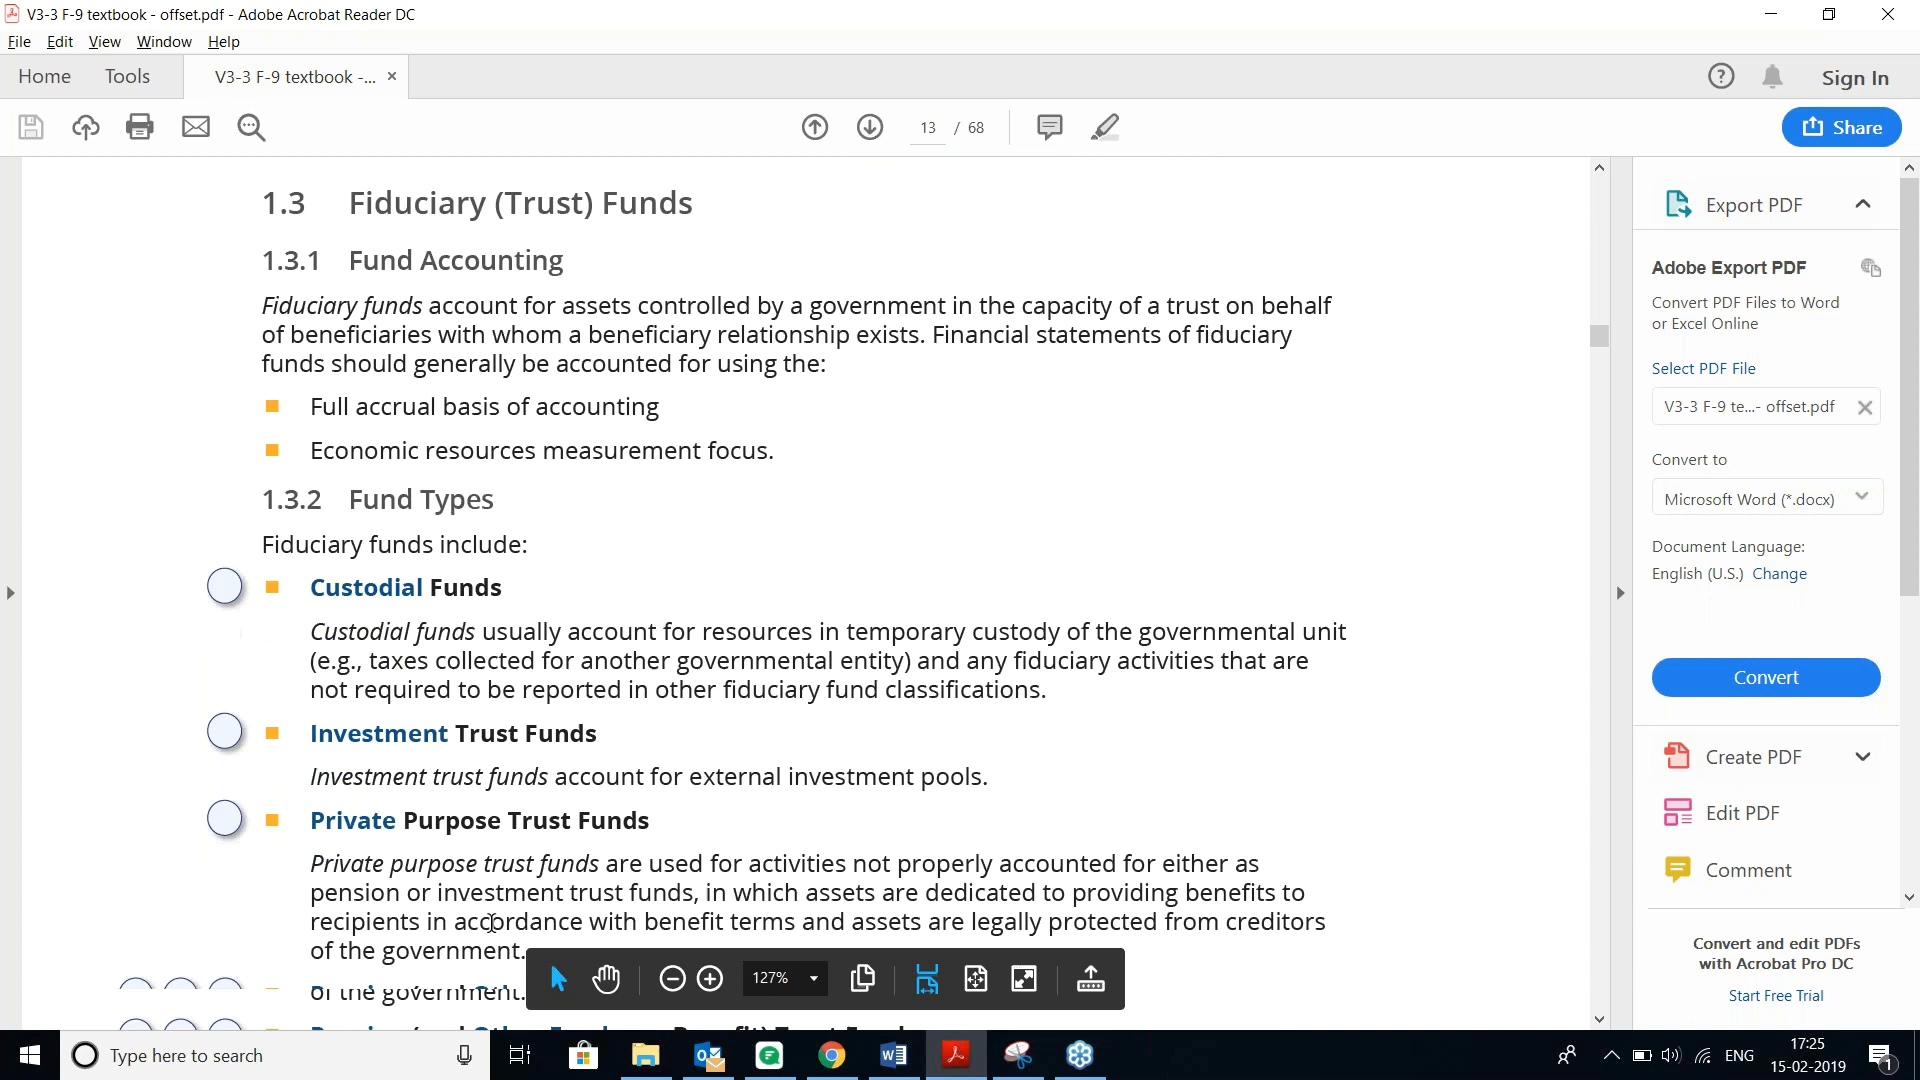 V3-3 F-9 textbook - offset.pdf - Adobe Acrobat Reader DC
File Edit View Window Help
Home Tools V3-3 F-9 textbook -... × Sign In
13 / 68 Share
1.3 Fiduciary (Trust) Funds
1.3.1 Fund Accounting
Fiduciary funds account for assets controlled by a government in the capacity of a trust on behalf
of beneficiaries with whom a beneficiary relationship exists. Financial statements of fiduciary
funds should generally be accounted for using the:
Full accrual basis of accounting
Economic resources measurement focus.
1.3.2 Fund Types
Fiduciary funds include:
Custodial Funds
Custodial funds usually account for resources in temporary custody of the governmental unit
(e.g., taxes collected for another governmental entity) and any fiduciary activities that are
not required to be reported in other fiduciary fund classifications.
Investment Trust Funds
Investment trust funds account for external investment pools.
Private Purpose Trust Funds
Private purpose trust funds are used for activities not properly accounted for either as
pension or investment trust funds, in which assets are dedicated to providing benefits to
recipients in accordance with benefit terms and assets are legally protected from creditors
of the government.
of the government.
127%
Export PDF
Adobe Export PDF
Convert PDF Files to Word
or Excel Online
Select PDF File
V3-3 F-9 te...- offset.pdf
Convert to
Microsoft Word (*.docx)
Document Language:
English (U.S.) Change
Convert
Create PDF
Edit PDF
Comment
Convert and edit PDFs
with Acrobat Pro DC
Start Free Trial
Type here to search
ENG
17:25
15-02-2019
1